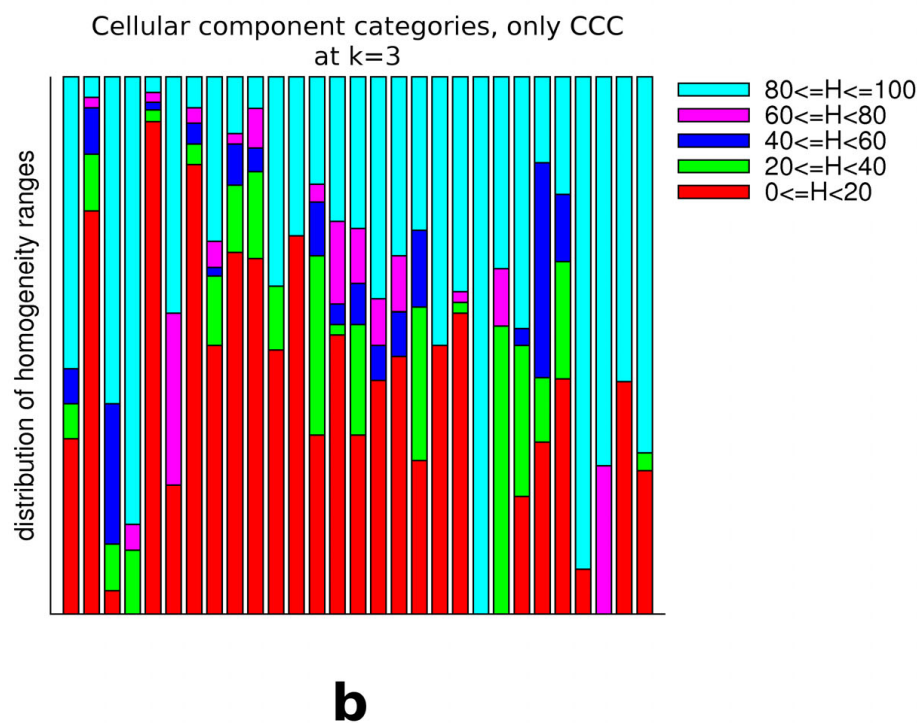 Cellular component categories, only CCC
at k=3
distribution of homogeneity ranges
80<=H<=100
60<=H<80
40<=H<60
20<=H<40
0<=H<20
b